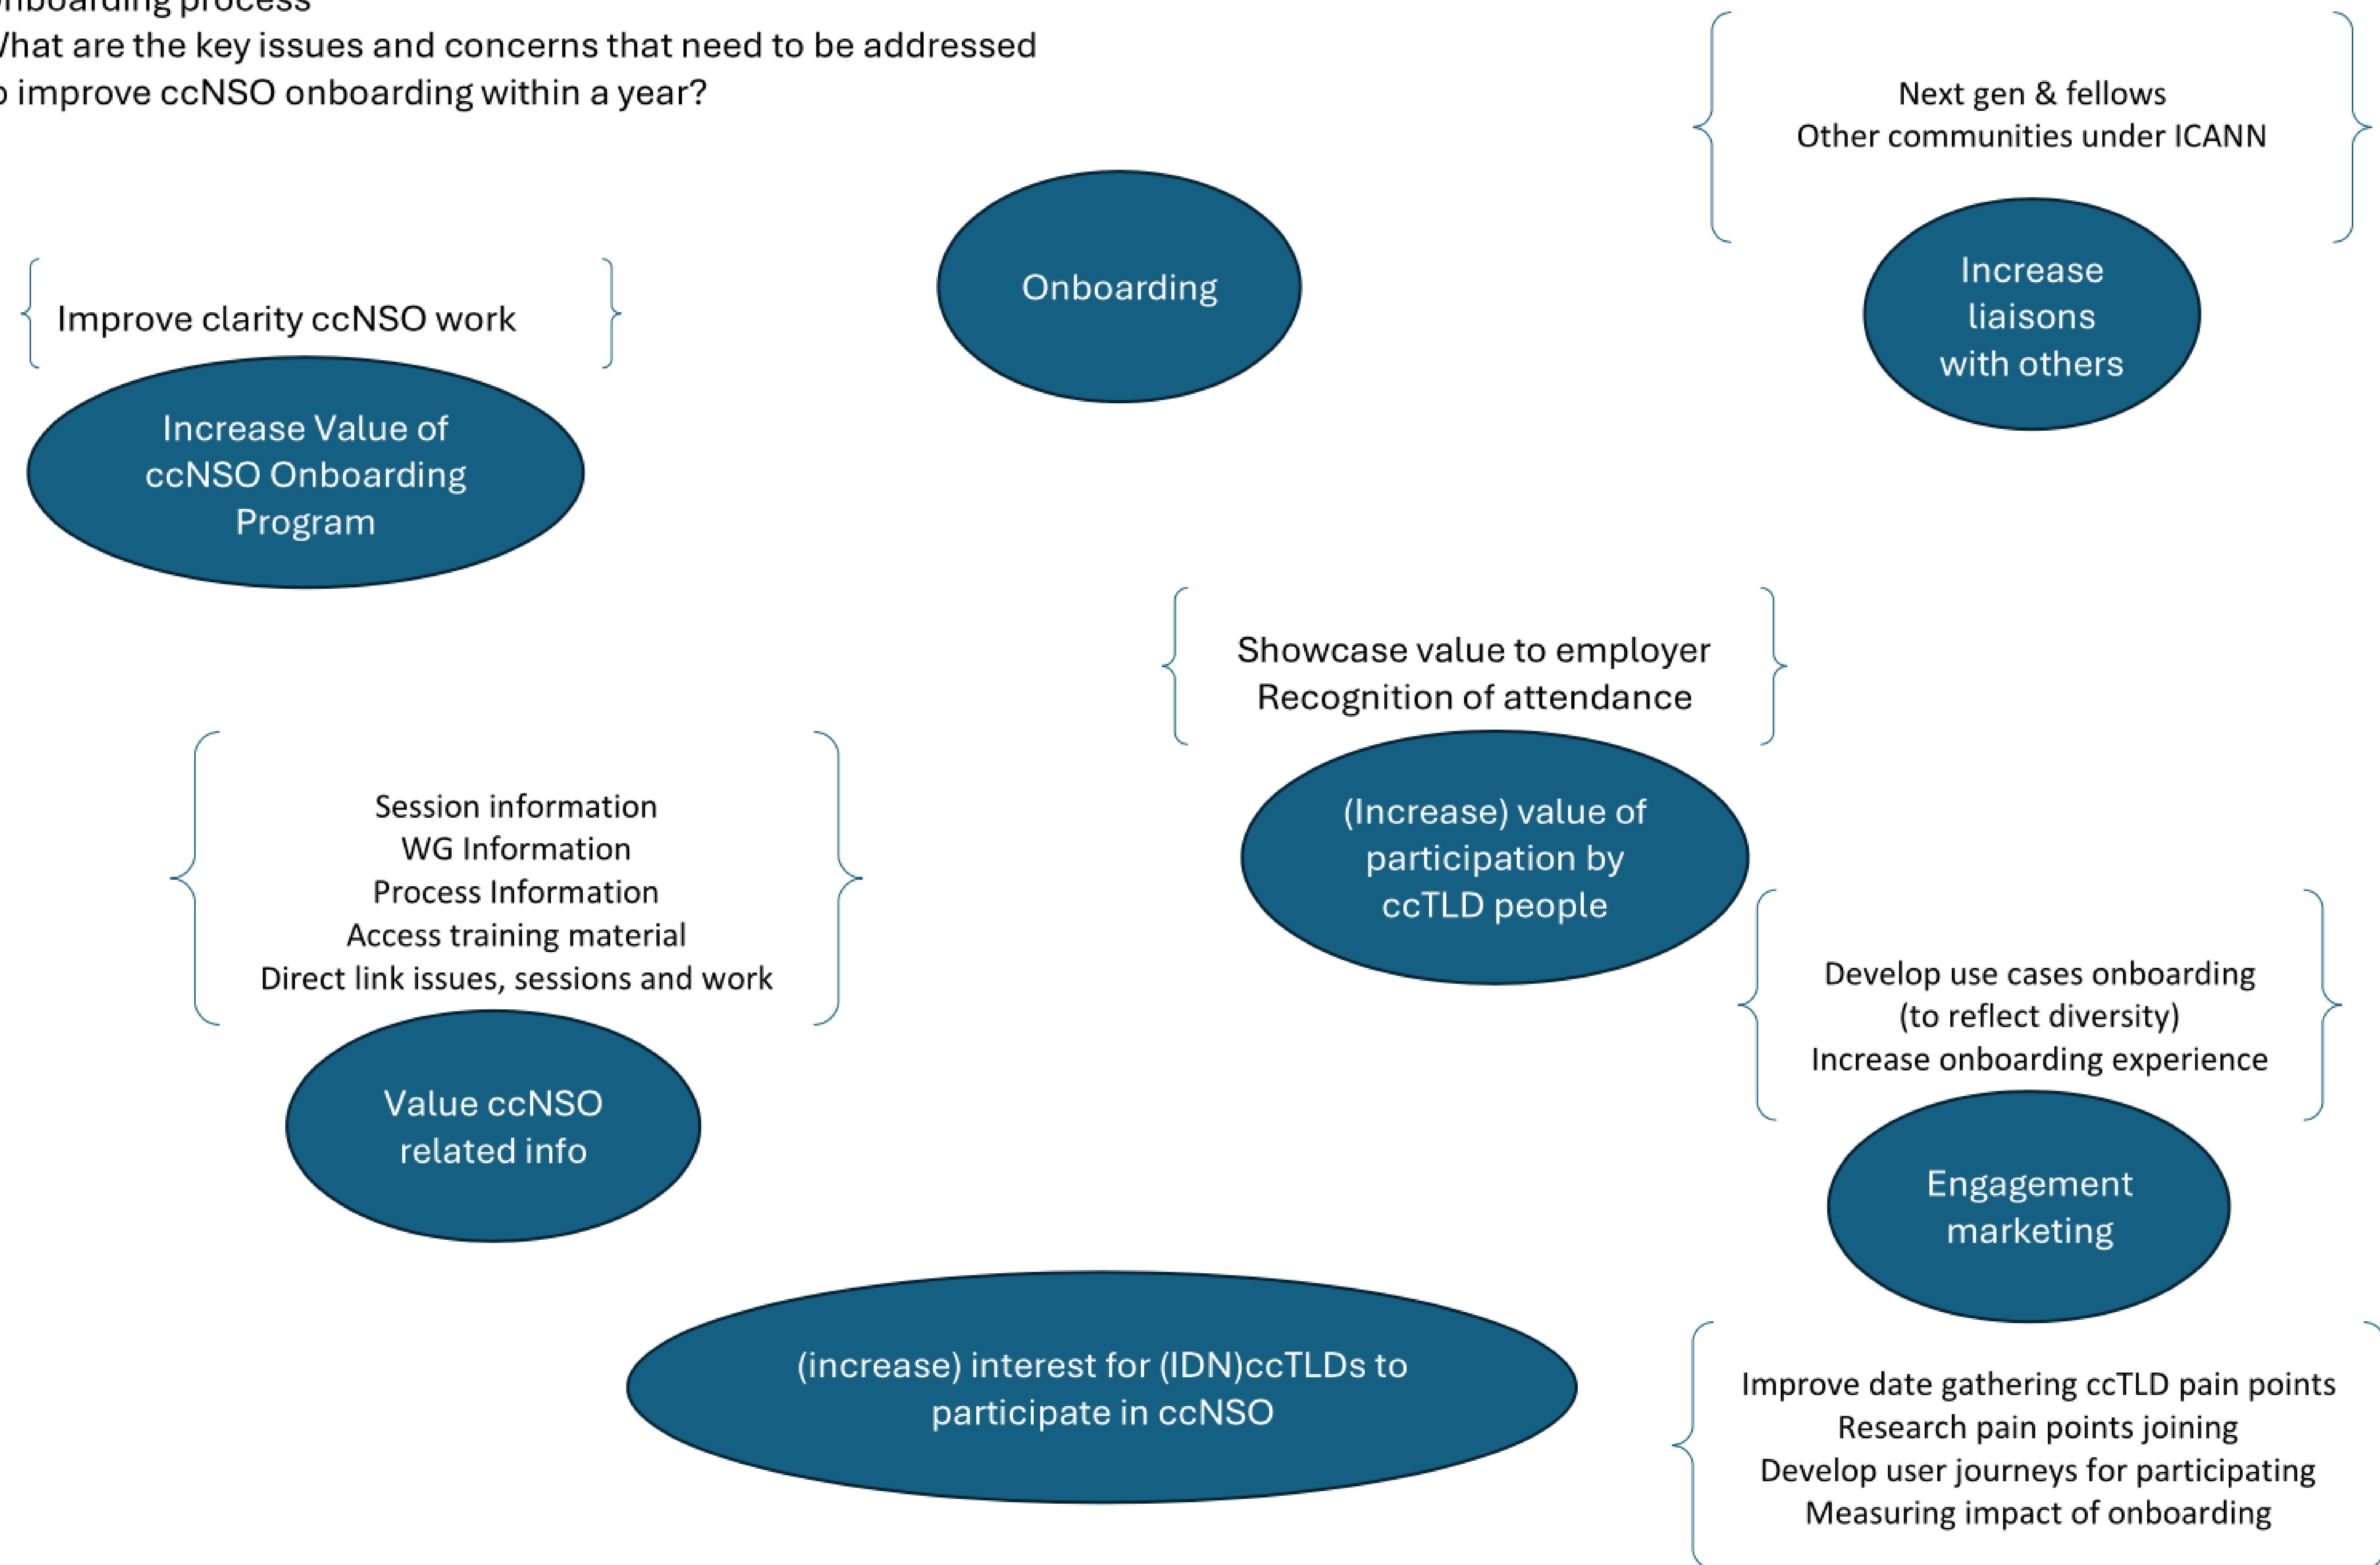 nboarding process
What are the key issues and concerns that need to be addressed
o improve ccNSO onboarding within a year?
Next gen & fellows
Other communities under ICANN
Onboarding
Increase
liaisons
with others
Improve clarity ccNSO work
Increase Value of
ccNSO Onboarding
Program
Showcase value to employer
Recognition of attendance
(Increase) value of
participation by
ccTLD people
Session information
WG Information
Process Information
Access training material
Direct link issues, sessions and work
Value ccNSO
related info
Develop use cases onboarding
(to reflect diversity)
Increase onboarding experience
Engagement
marketing
(increase) interest for (IDN)ccTLDs to
participate in ccNSO
Improve date gathering ccTLD pain points
Research pain points joining
Develop user journeys for participating
Measuring impact of onboarding